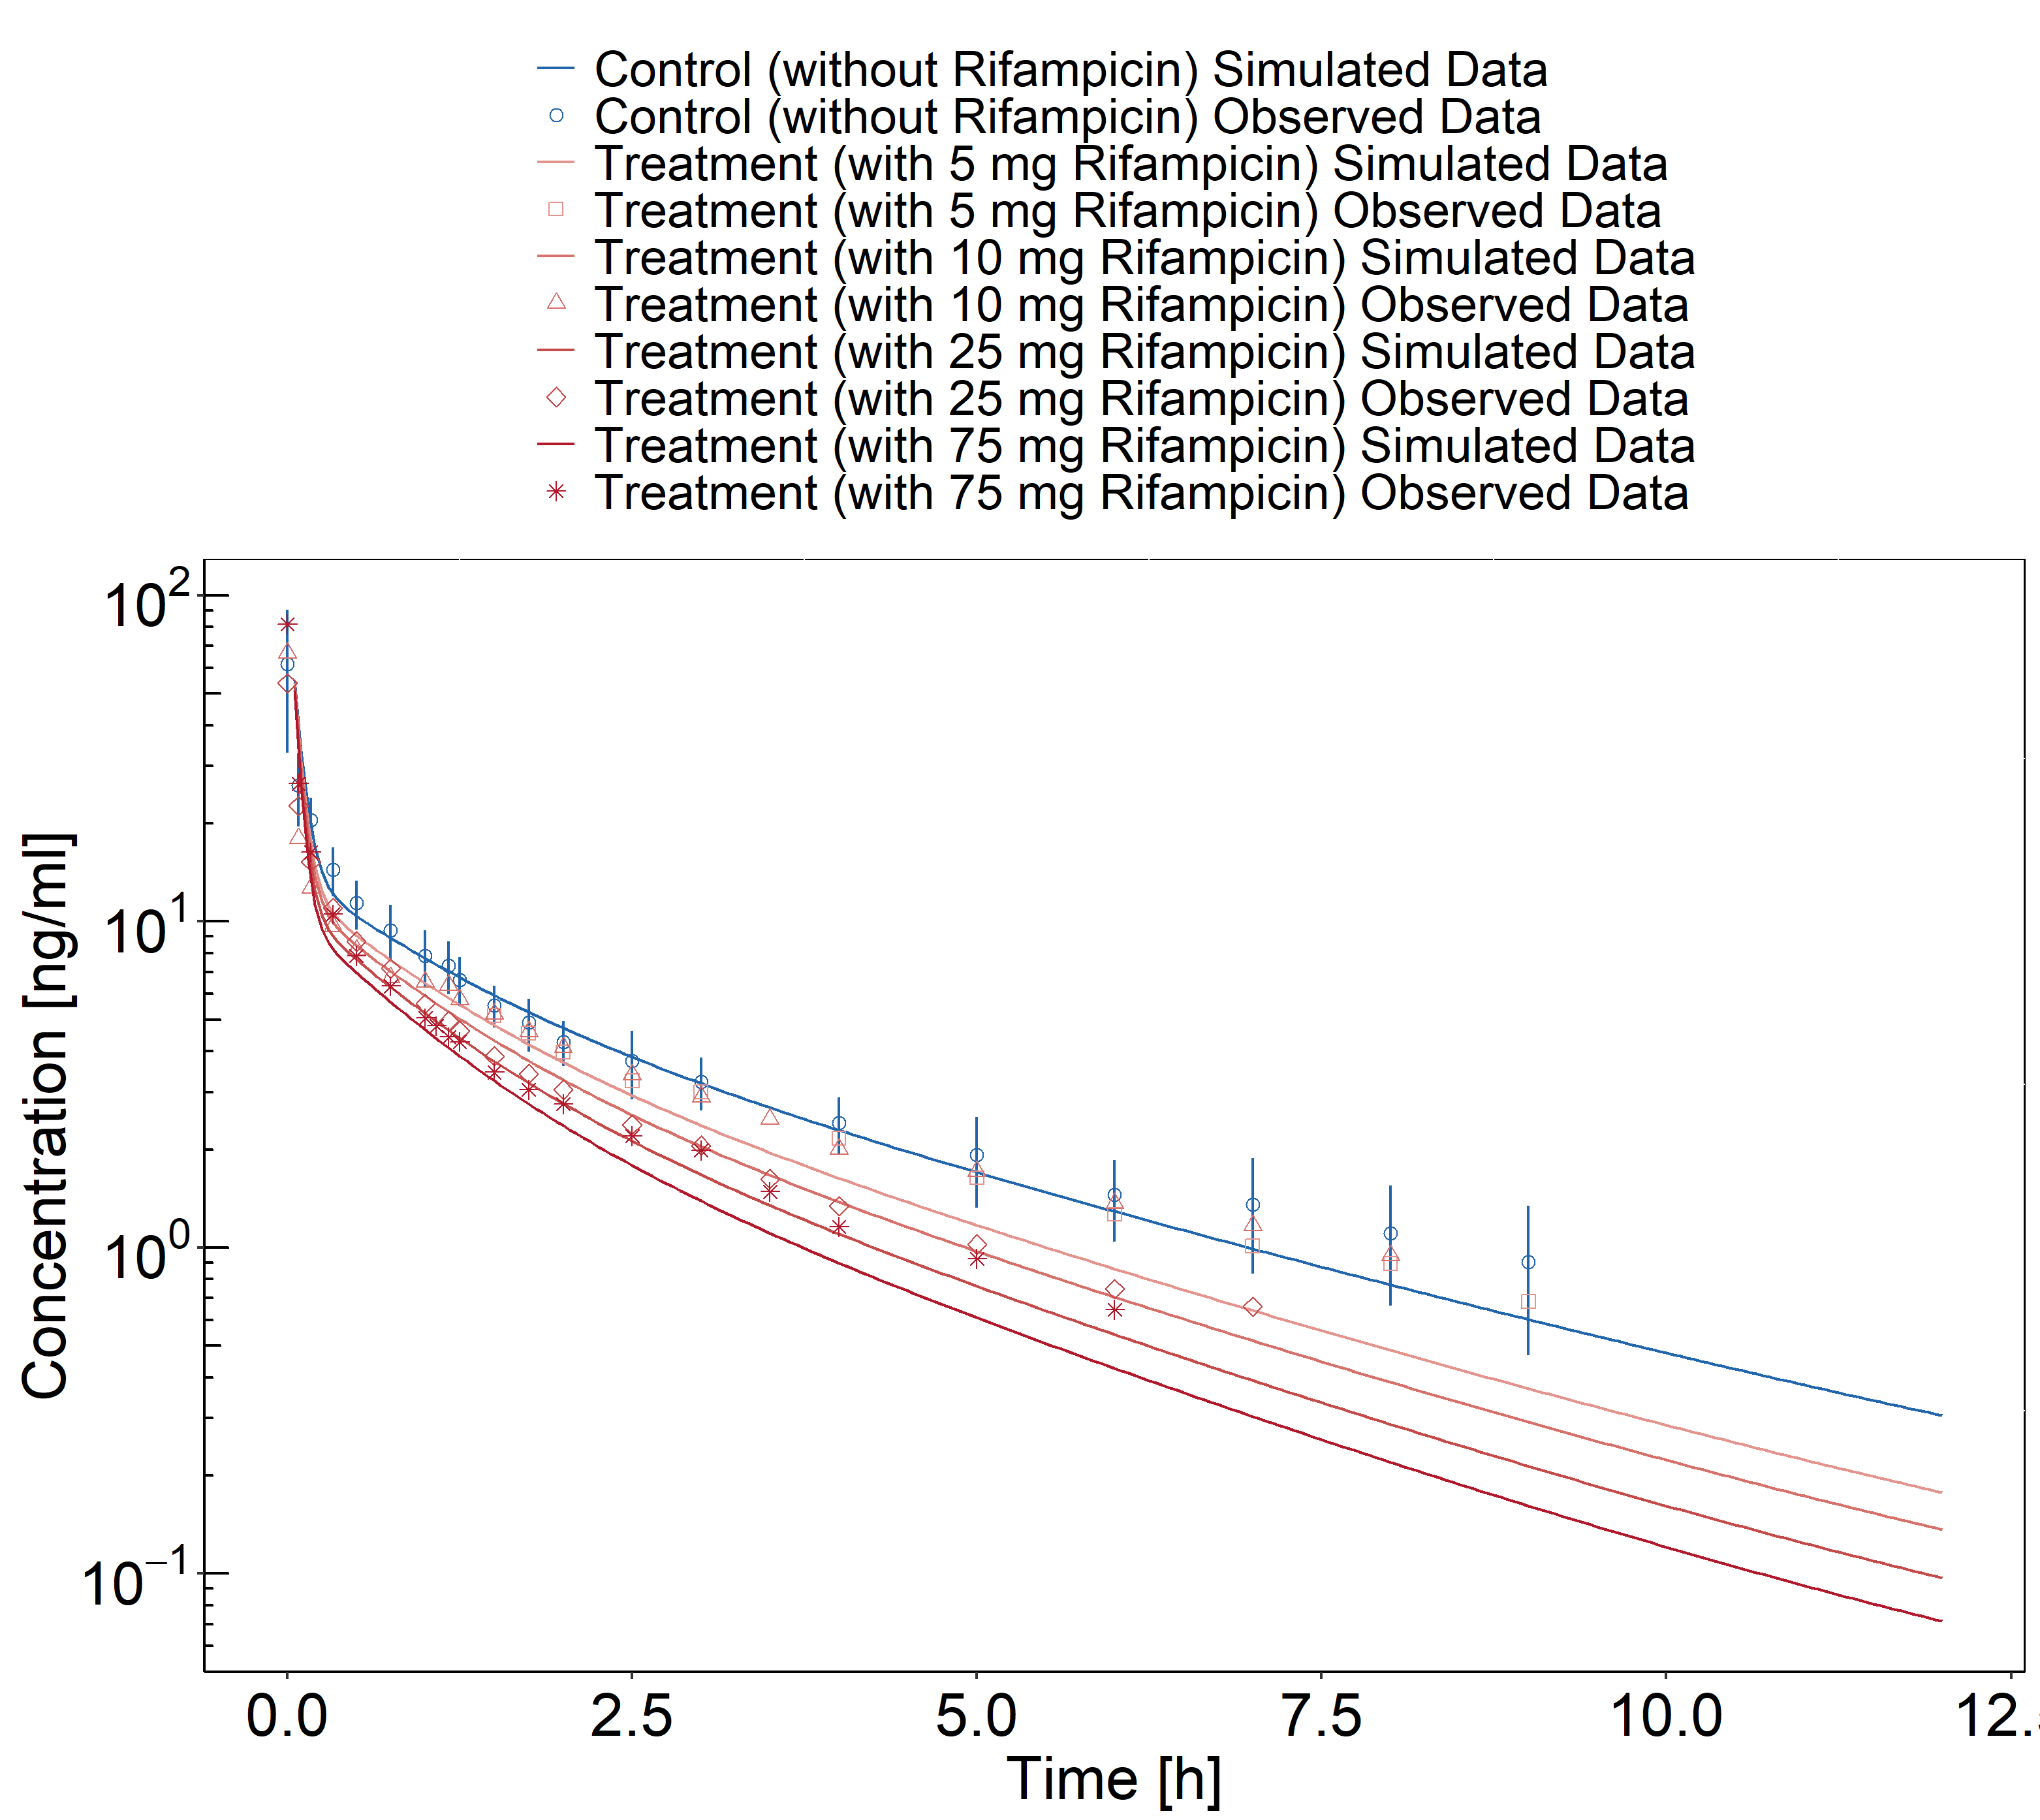 Control (without Rifampicin) Simulated Data
Control (without Rifampicin) Observed Data
Treatment (with 5 mg Rifampicin) Simulated Data
Treatment (with 5 mg Rifampicin) Observed Data
Treatment (with 10 mg Rifampicin) Simulated Data
Treatment (with 10 mg Rifampicin) Observed Data
Treatment (with 25 mg Rifampicin) Simulated Data
Treatment (with 25 mg Rifampicin) Observed Data
Treatment (with 75 mg Rifampicin) Simulated Data
Treatment (with 75 mg Rifampicin) Observed Data
10²
10¹
10⁰
10⁻¹
Concentration [ng/ml]
0.0 2.5 5.0 7.5 10.0
Time [h]